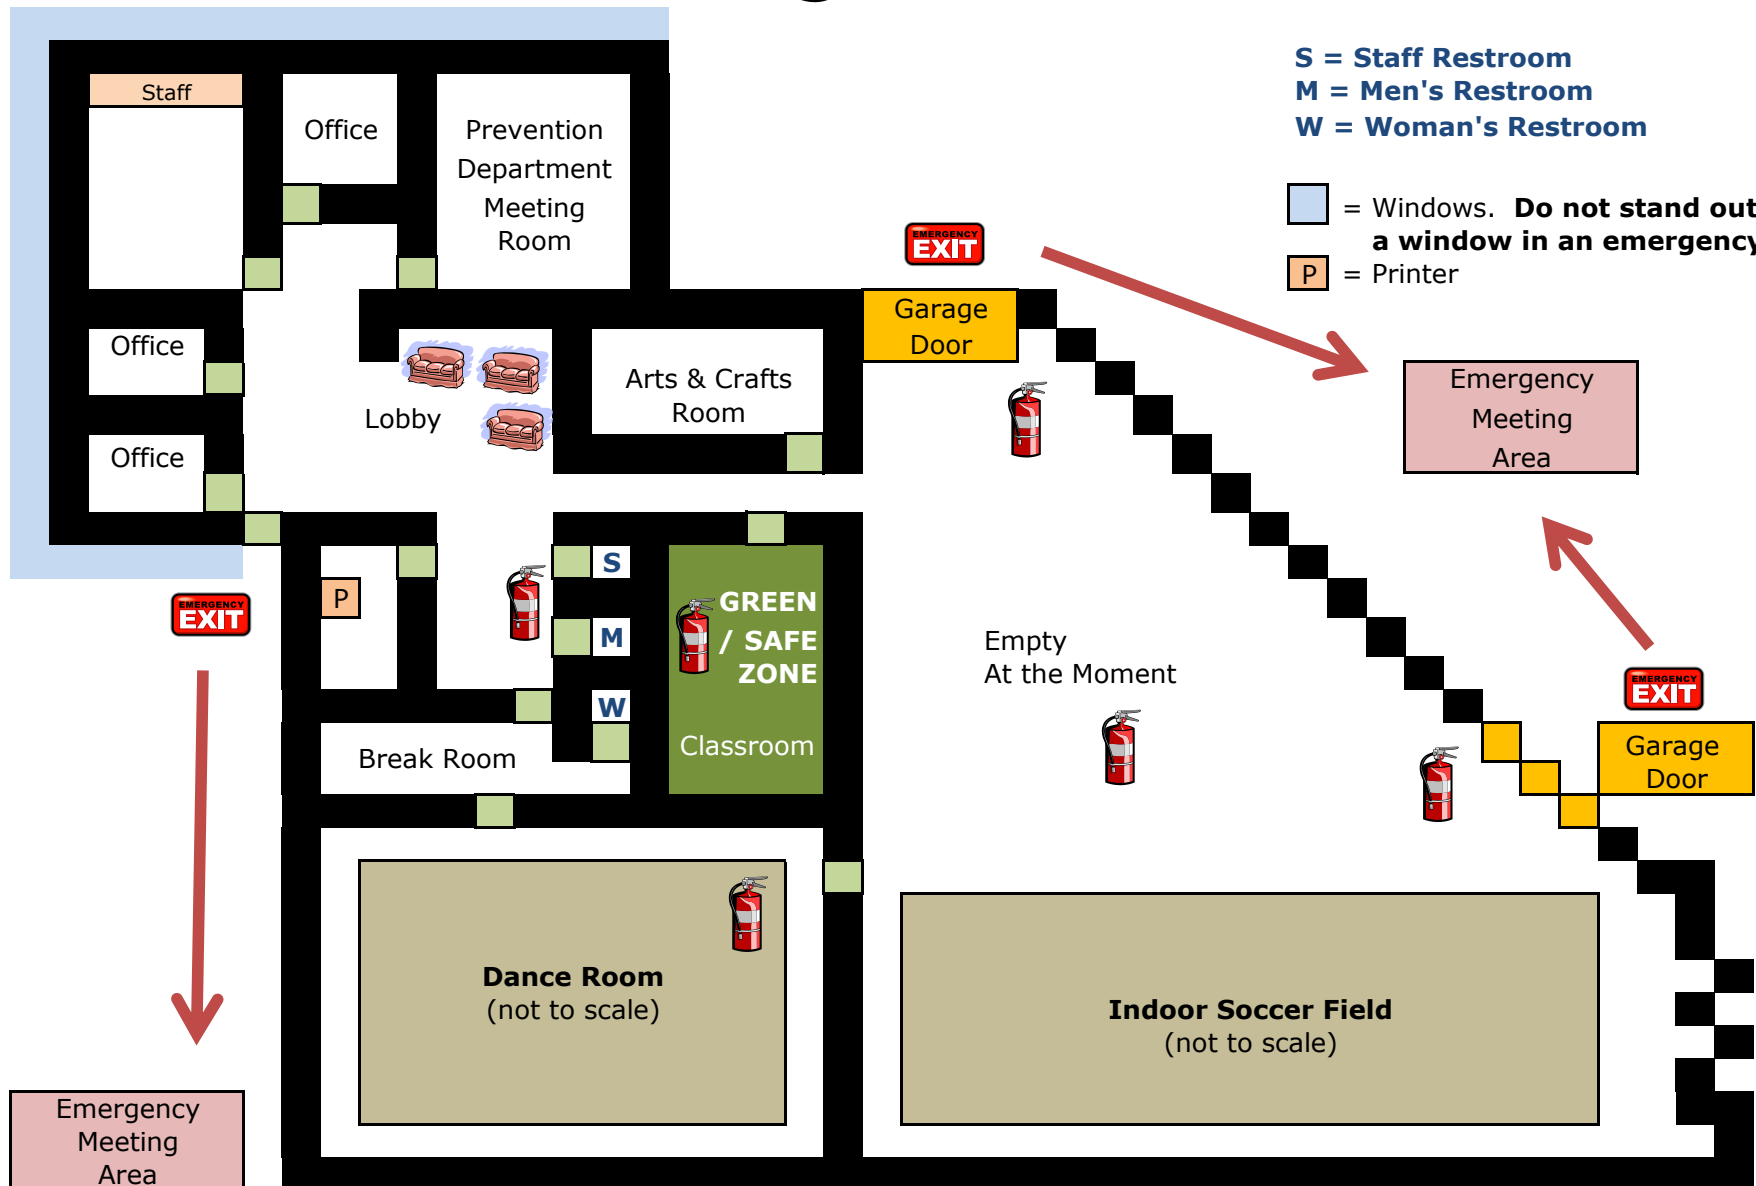 S = Staff Restroom
M = Men's Restroom
W = Woman's Restroom
= Windows. Do not stand out
a window in an emergency
P = Printer
Staff
Office
Prevention
Department
Meeting
Room
EMERGENCY
EXIT
Garage
Door
Office
Lobby
Arts & Crafts
Room
Emergency
Meeting
Area
Office
S
P
M
W
GREEN
/ SAFE
ZONE
Classroom
EMERGENCY
EXIT
Empty
At the Moment
EMERGENCY
EXIT
Garage
Door
Break Room
Dance Room
(not to scale)
Indoor Soccer Field
(not to scale)
Emergency
Meeting
Area